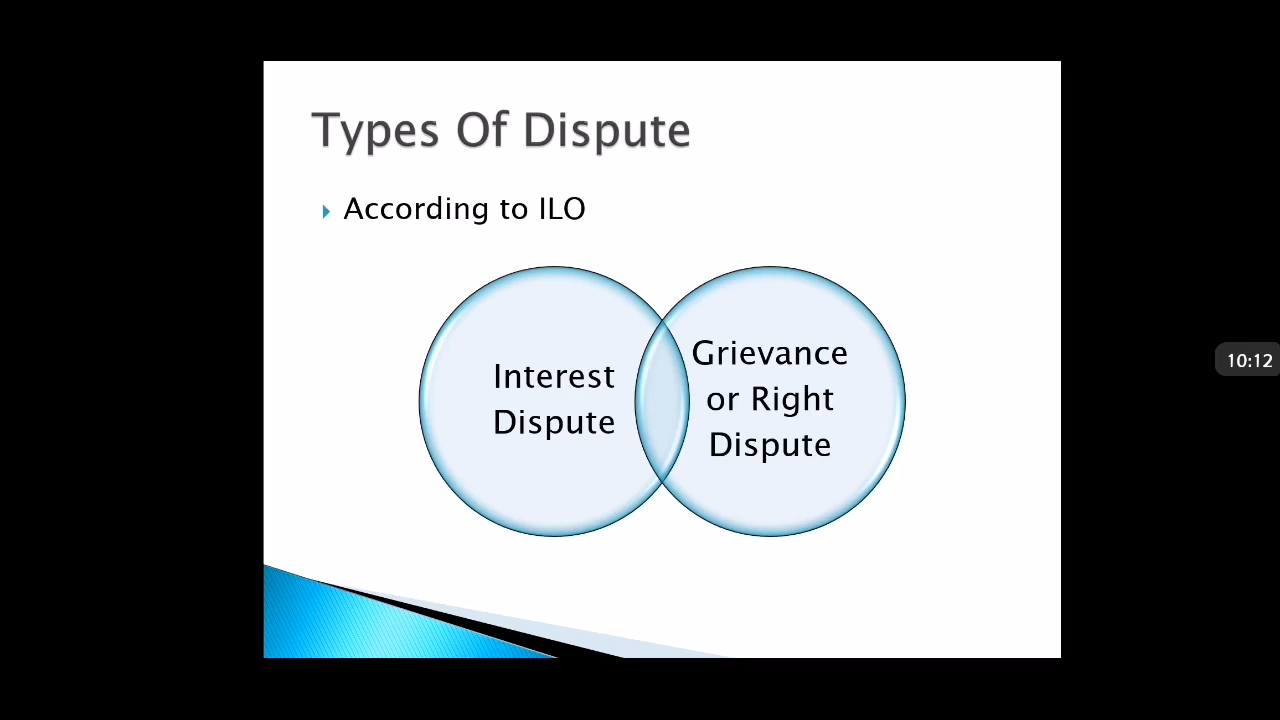 Types Of Dispute
According to ILO
Interest
Dispute
Grievance
or Right
Dispute
10:12